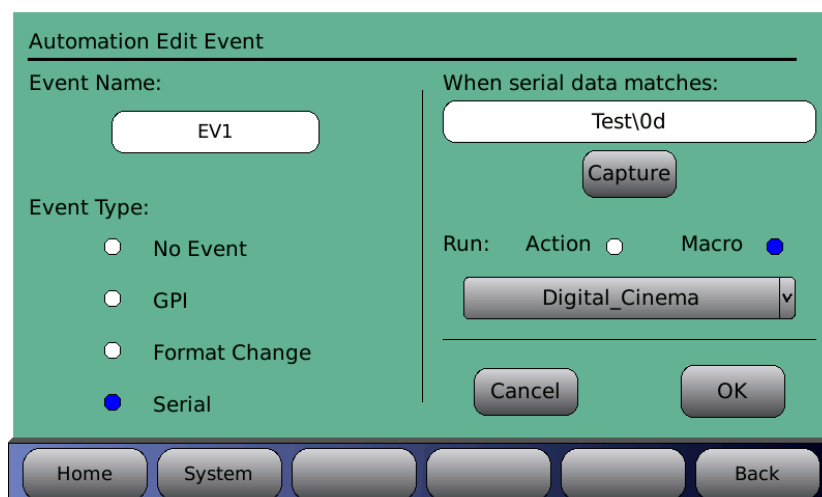 Automation Edit Event
Event Name:
EV1
Event Type:
No Event
GPI
Format Change
Serial
When serial data matches:
Test\0d
Capture
Run: Action Macro
Digital_Cinema
v
Cancel OK
Home System Back